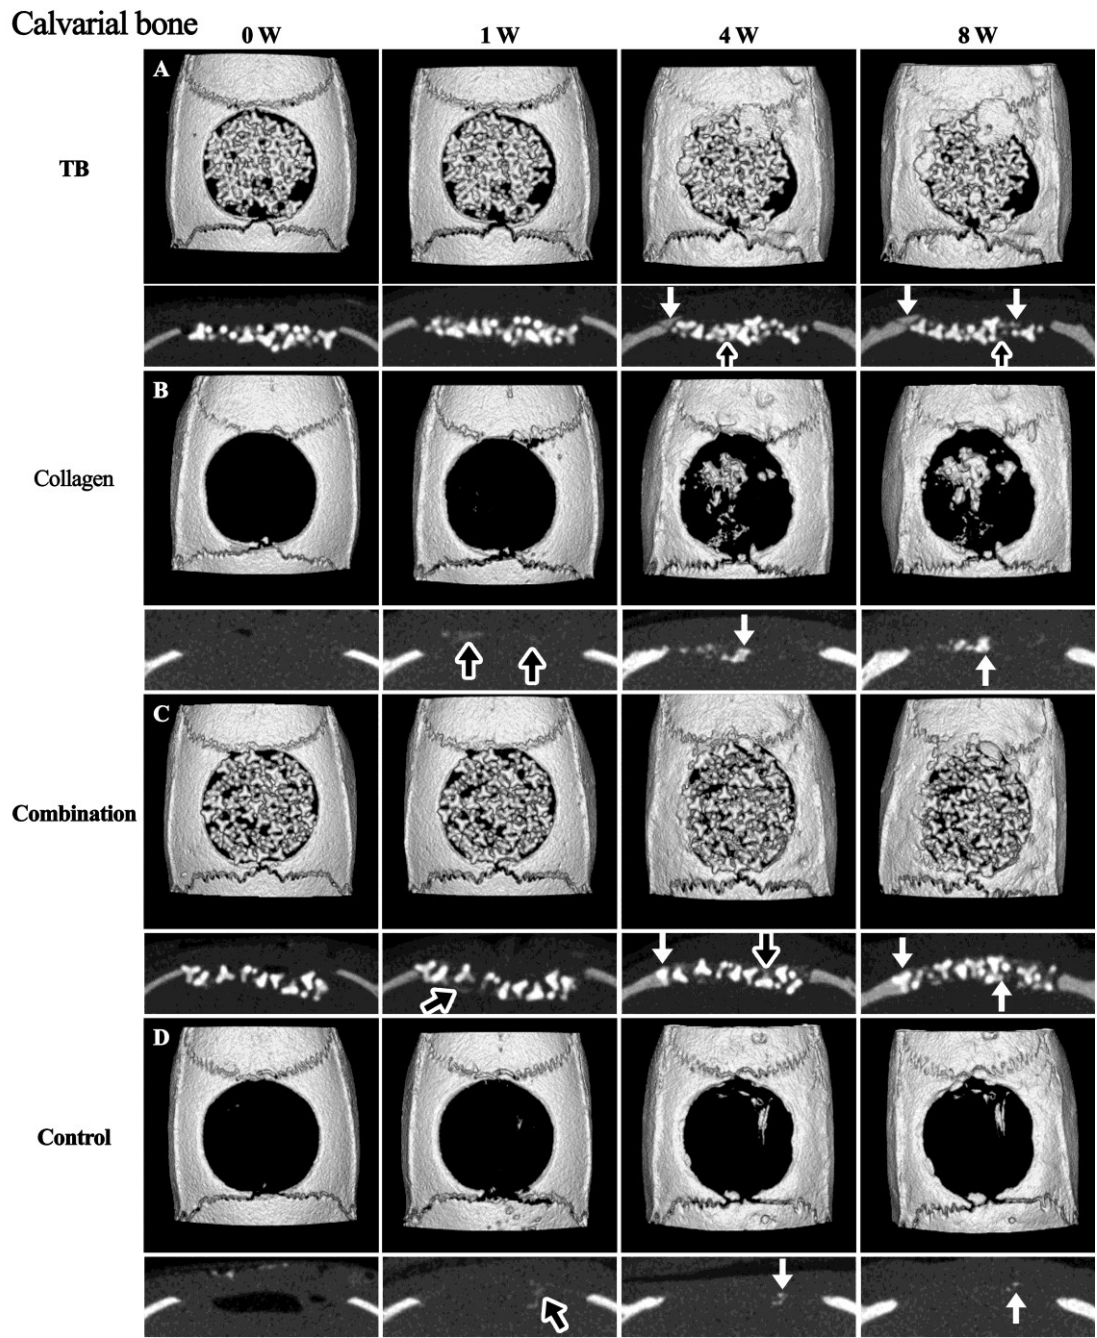 Calvarial bone
0 W 1 W 4 W 8 W
A
TB
B
Collagen
C
Combination
D
Control